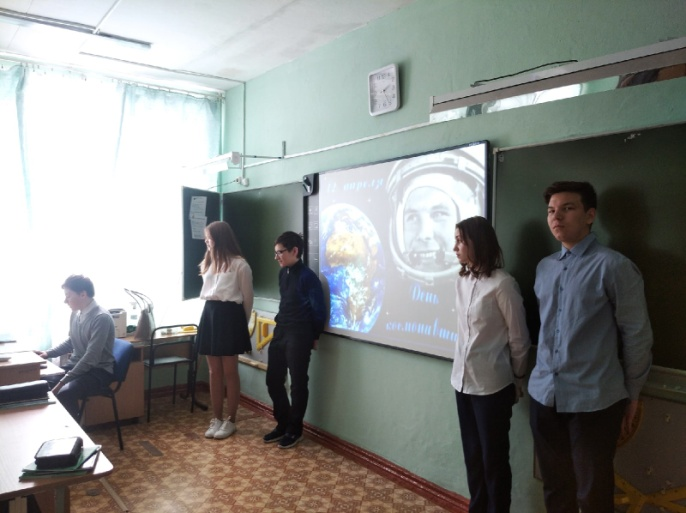 12 апреля
День
космонавтики